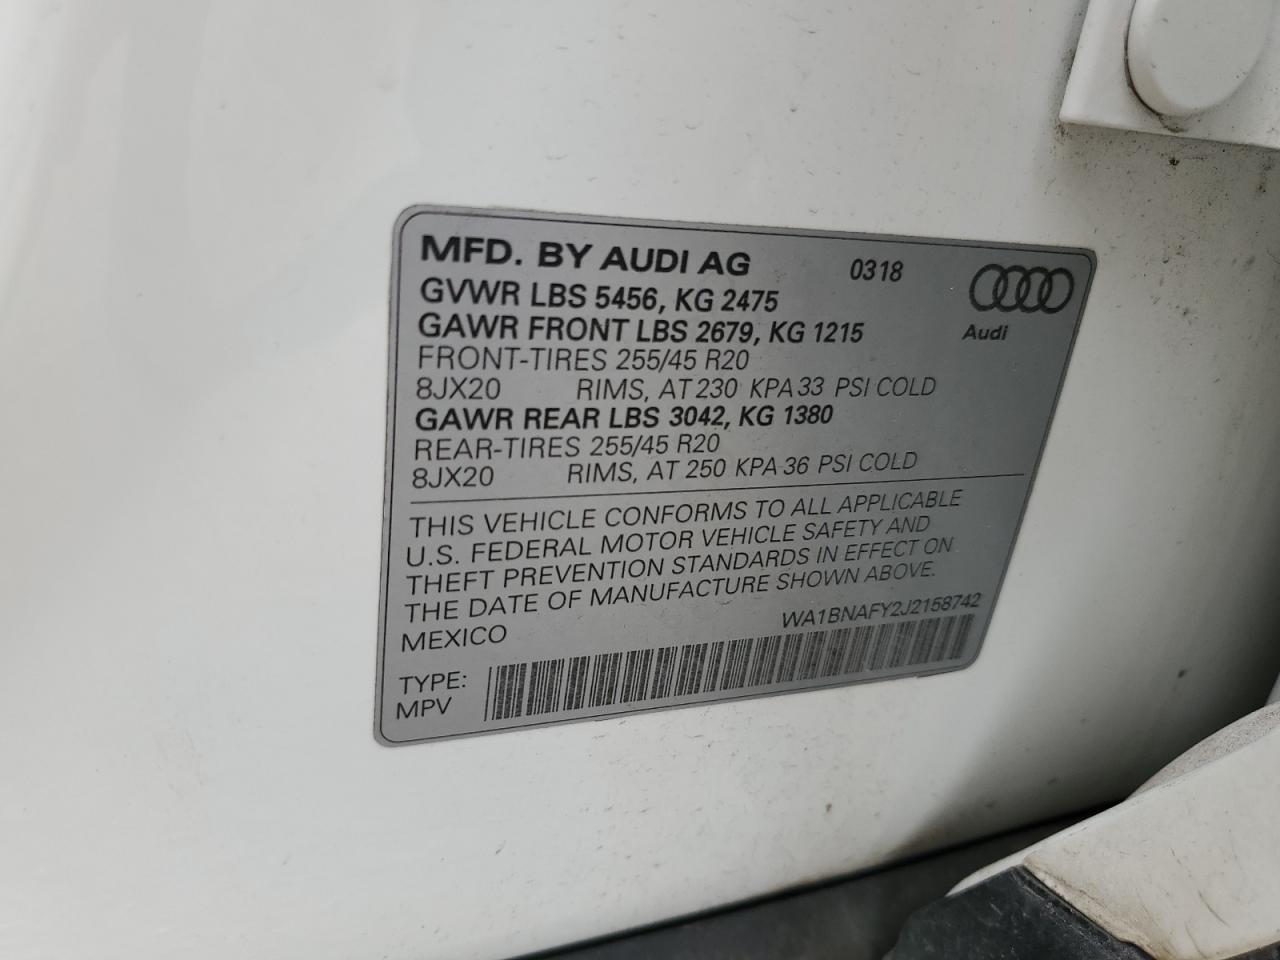 MFD. BY AUDI AG 0318
GVWR LBS 5456, KG 2475
GAWR FRONT LBS 2679, KG 1215
Audi
FRONT-TIRES 255/45 R20
8JX20 RIMS, AT 230 KPA 33 PSI COLD
GAWR REAR LBS 3042, KG 1380
REAR-TIRES 255/45 R20
8JX20 RIMS, AT 250 KPA 36 PSI COLD
THIS VEHICLE CONFORMS TO ALL APPLICABLE
U.S. FEDERAL MOTOR VEHICLE SAFETY AND
THEFT PREVENTION STANDARDS IN EFFECT ON
THE DATE OF MANUFACTURE SHOWN ABOVE.
MEXICO WA1BNAFY2J2158742
TYPE:
MPV